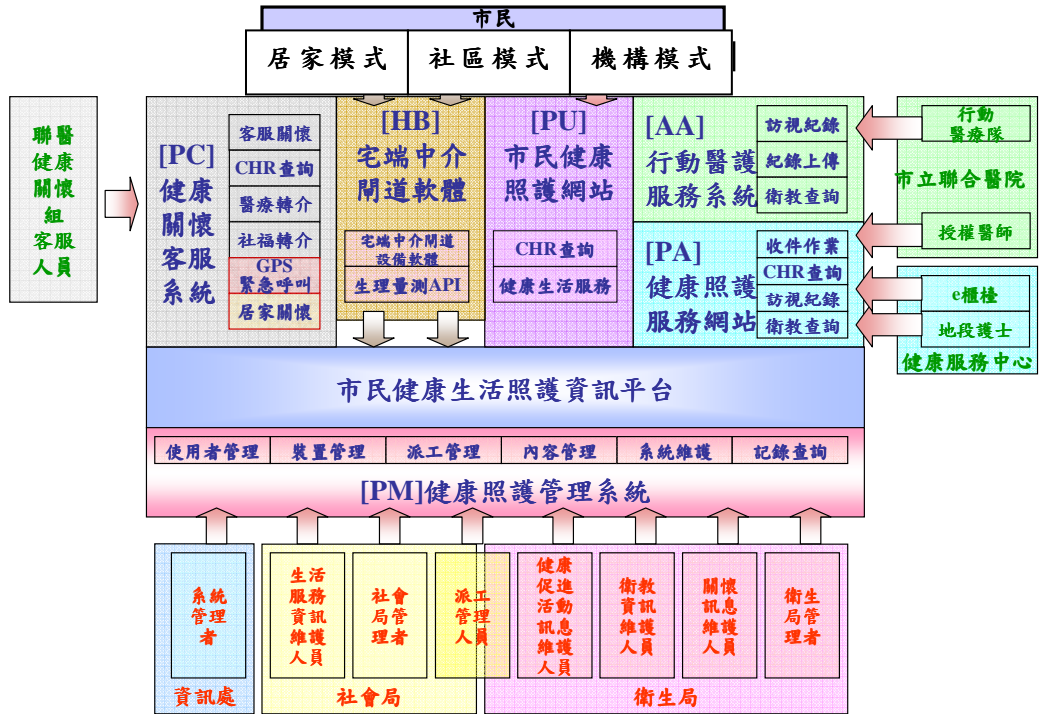 市民
居家模式
社區模式
機構模式
聯醫
健康
關懷
組
客服
人員
[PC]
健康
關懷
客服
系統
客服關懷
CHR查詢
醫療轉介
社福轉介
GPS
緊急呼叫
居家關懷
[HB]
宅端中介
閘道軟體
宅端中介閘道
設備軟體
生理量測API
[PU]
市民健康
照護網站
CHR查詢
健康生活服務
[AA]
行動醫護
服務系統
訪視紀錄
紀錄上傳
衛教查詢
[PA]
健康照護
服務網站
收件作業
CHR查詢
訪視紀錄
衛教查詢
行動
醫療隊
市立聯合醫院
授權醫師
e櫃檯
地段護士
健康服務中心
市民健康生活照護資訊平台
使用者管理
裝置管理
派工管理
內容管理
系統維護
記錄查詢
[PM]健康照護管理系統
系統
管理
者
資訊處
生活
服務
資訊
維護
人員
社會
局管
理者
社會局
派工
管理
人員
健康
促進
活動
訊息
維護
人員
衛教
資訊
維護
人員
關懷
訊息
維護
人員
衛生
局管
理者
衛生局